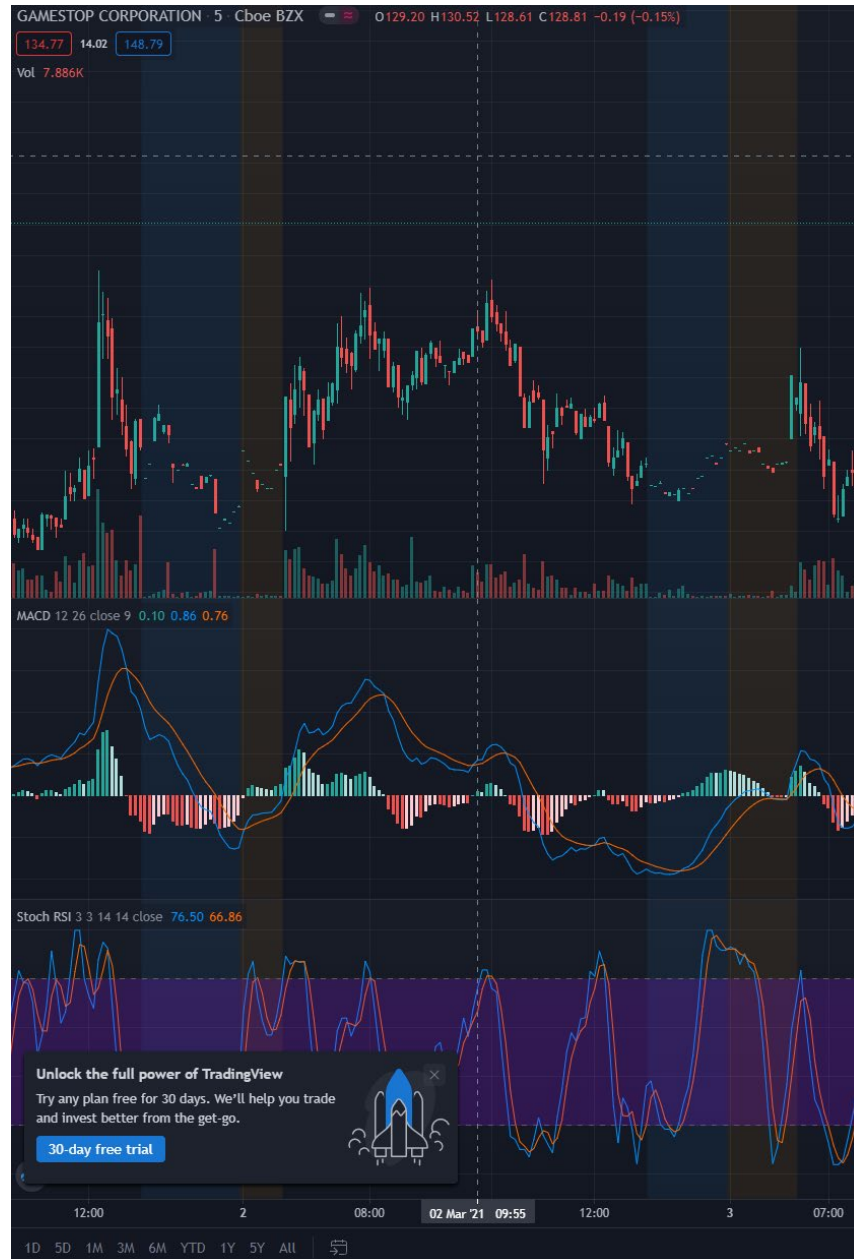 GAMESTOP CORPORATION · 5 · Cboe BZX O129.20 H130.52 L128.61 C128.81 −0.19 (−0.15%)
134.77 14.02 148.79
Vol 7.886K
MACD 12 26 close 9 0.10 0.86 0.76
Stoch RSI 3 3 14 14 close 76.50 66.86
Unlock the full power of TradingView
Try any plan free for 30 days. We'll help you trade
and invest better from the get-go.
30-day free trial
12:00 2 08:00 02 Mar '21 09:55 12:00 3 07:00
1D 5D 1M 3M 6M YTD 1Y 5Y All